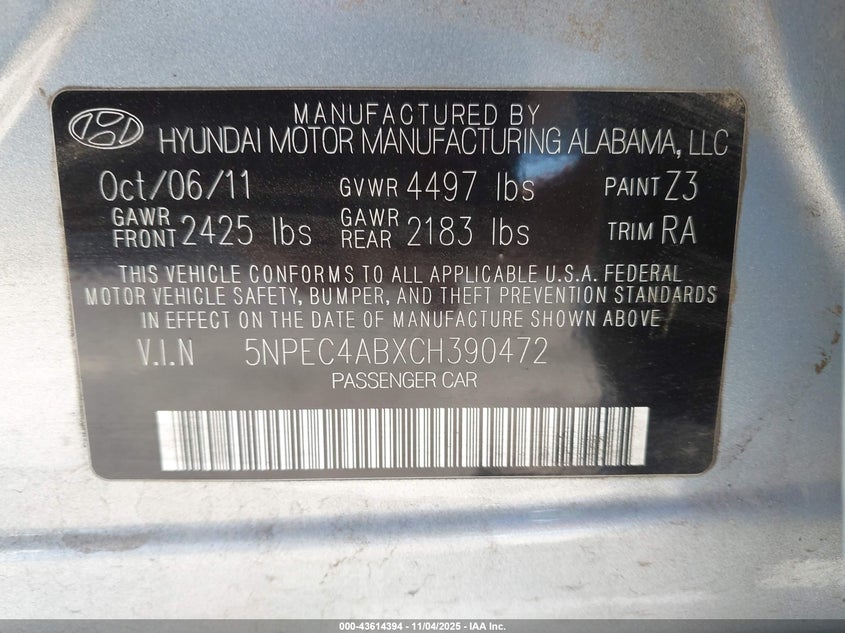 MANUFACTURED BY
HYUNDAI MOTOR MANUFACTURING ALABAMA, LLC
Oct/06/11 GVWR 4497 lbs PAINT Z3
GAWR FRONT 2425 lbs GAWR REAR 2183 lbs TRIM RA
THIS VEHICLE CONFORMS TO ALL APPLICABLE U.S.A. FEDERAL
MOTOR VEHICLE SAFETY, BUMPER, AND THEFT PREVENTION STANDARDS
IN EFFECT ON THE DATE OF MANUFACTURE SHOWN ABOVE
V.I.N 5NPEC4ABXCH390472
PASSENGER CAR
000-43614394 - 11/04/2025 - IAA Inc.